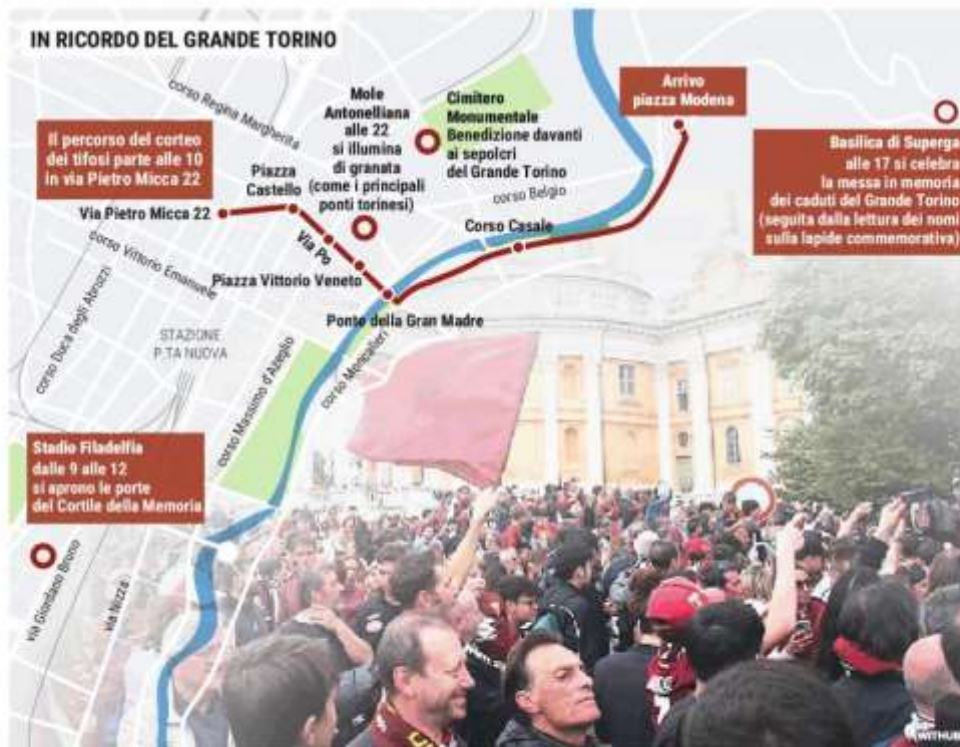 IN RICORDO DEL GRANDE TORINO
corso Regina Margherita
Il percorso del corteo
dei tifosi parte alle 10
in via Pietro Micca 22
Via Pietro Micca 22
Piazza
Castello
Mole
Antonelliana
alle 22
si illumina
di granata
(come i principali
ponti torinesi)
Cimitero
Monumentale
Benedizione davanti
ai sepolcri
del Grande Torino
corso Belgio
Arrivo
piazza Modena
Basilica di Superga
alle 17 si celebra
la messa in memoria
dei caduti del Grande Torino
(seguita dalla lettura dei nomi
sulla lapide commemorativa)
Corso Casale
Via Po
Piazza Vittorio Veneto
Ponte della Gran Madre
corso Vittorio Emanuele
corso Duca degli Abruzzi
STAZIONE
P.TA NUOVA
corso Massimo d'Azeglio
corso Moncalieri
Stadio Filadelfia
dalle 9 alle 12
si aprono le porte
del Cortile della Memoria
via Giordano Bruno
via Nizza
WITHUB